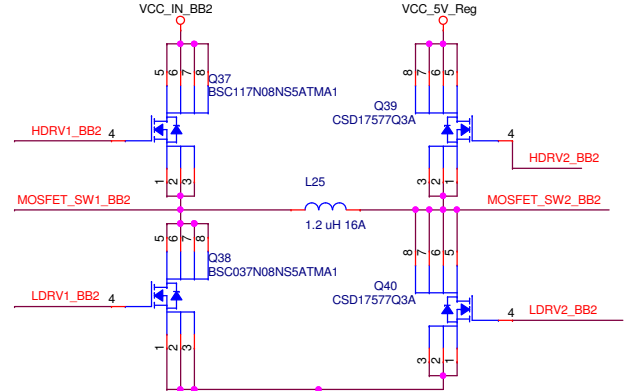 VCC_IN_BB2
VCC_5V_Reg
5
6
7
8
Q37
BSC117N08NS5ATMA1
HDRV1_BB2
4
1
2
3
8
7
6
5
Q39
CSD17577Q3A
4
HDRV2_BB2
3
2
1
L25
MOSFET_SW1_BB2
MOSFET_SW2_BB2
1.2 uH 16A
5
6
7
8
Q38
BSC037N08NS5ATMA1
LDRV1_BB2
4
1
2
3
8
7
6
5
Q40
CSD17577Q3A
4
LDRV2_BB2
3
2
1